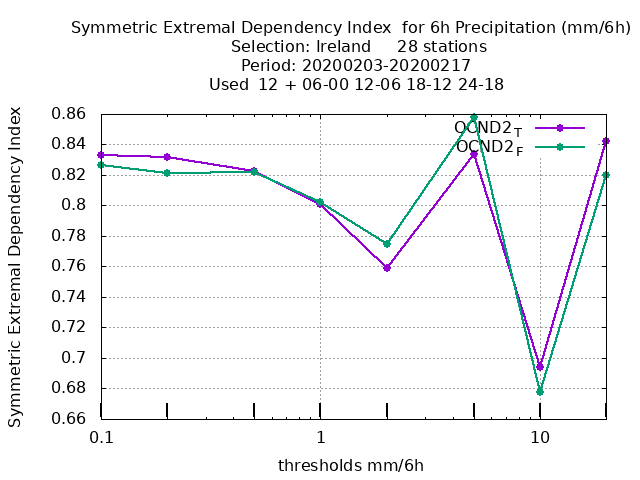 Symmetric Extremal Dependency Index  for 6h Precipitation (mm/6h)
Selection: Ireland     28 stations
Period: 20200203-20200217
Used  12 + 06-00 12-06 18-12 24-18
Symmetric Extremal Dependency Index
0.86
0.84
0.82
0.8
0.78
0.76
0.74
0.72
0.7
0.68
0.66
OCND2T
OCND2F
0.1 1 10
thresholds mm/6h